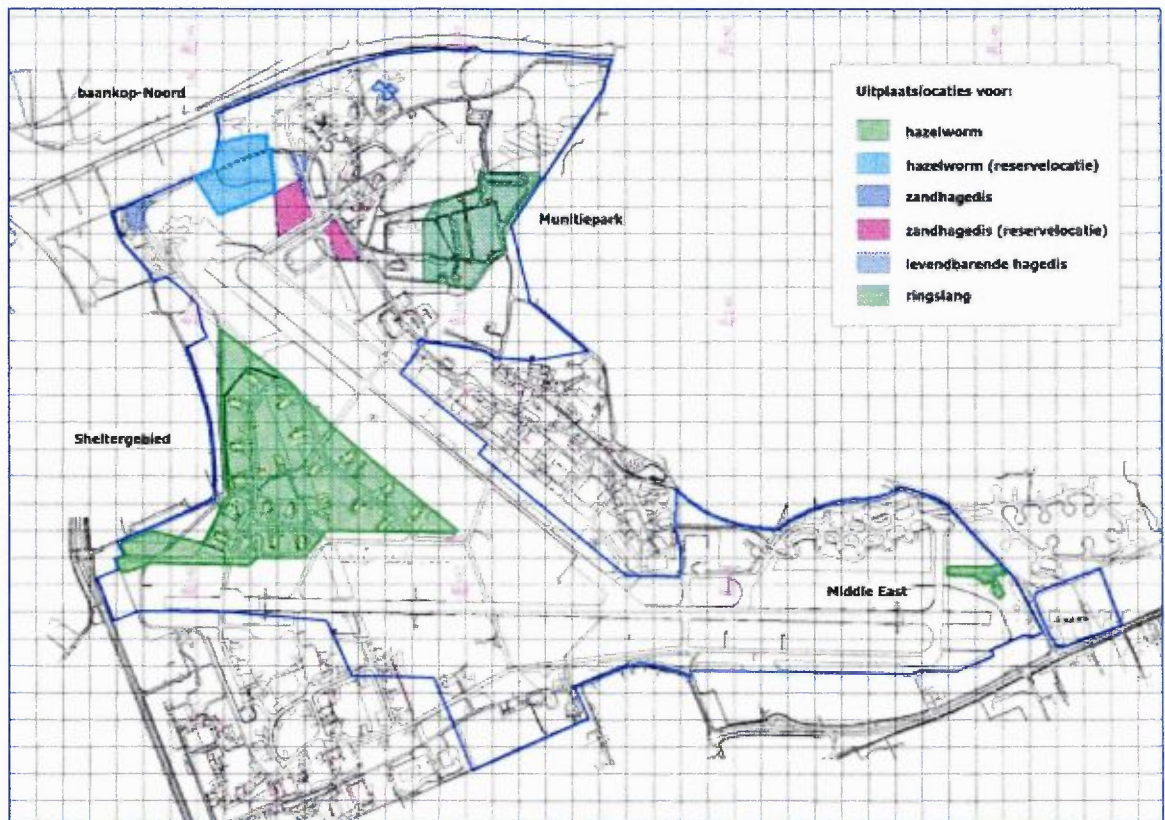 baankop-Noord
Uitplaatslocaties voor:
hazelworm
hazelworm (reservelocatie)
zandhagedis
zandhagedis (reservelocatie)
levendbarende hagedis
ringslang
Munitiepark
Sheltergebied
Middle East